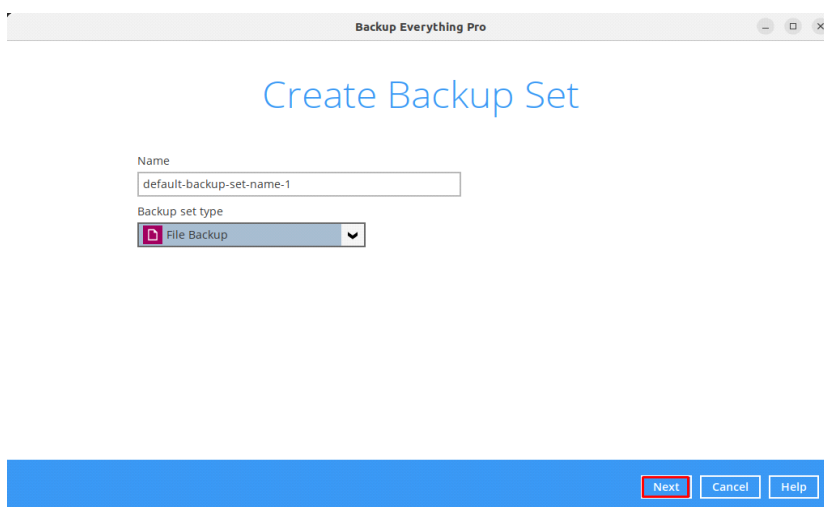 Backup Everything Pro
Create Backup Set
Name
default-backup-set-name-1
Backup set type
File Backup
Next Cancel Help